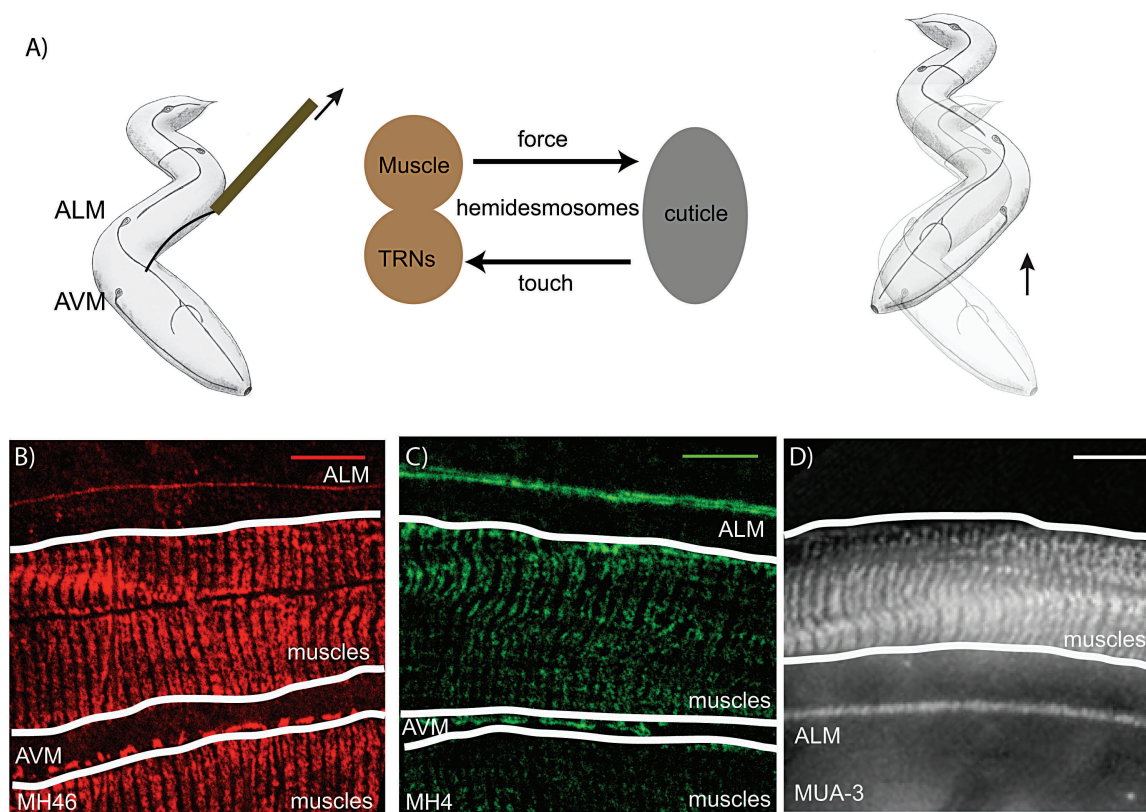 A)
ALM
AVM
Muscle
TRNs
force
hemidesmosomes
touch
cuticle
B)
ALM
muscles
AVM
MH46
muscles
C)
ALM
muscles
AVM
MH4
muscles
D)
muscles
ALM
MUA-3